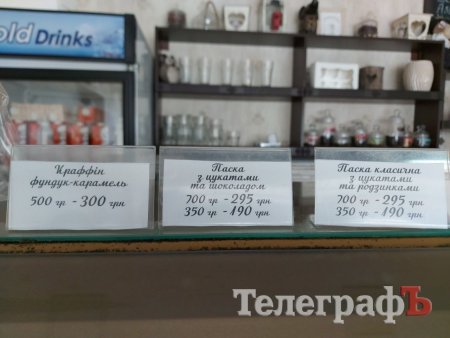 old Drinks
Краффін
фундук-карамель
500 гр - 300 грн
Паска
з цукатами
та шоколадом
700 гр - 295 грн
350 гр - 190 грн
Паска класична
з цукатами
та родзинками
700 гр - 295 грн
350 гр - 190 грн
ТелеграфЪ